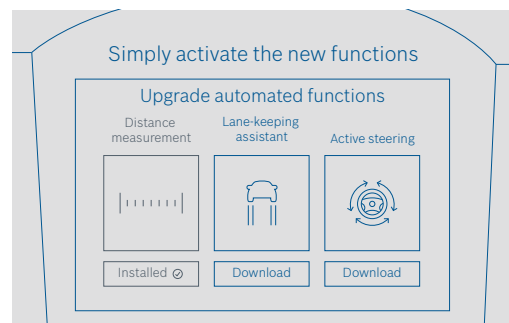 Simply activate the new functions
Upgrade automated functions
Distance
measurement
Lane-keeping
assistant
Active steering
Installed
Download
Download